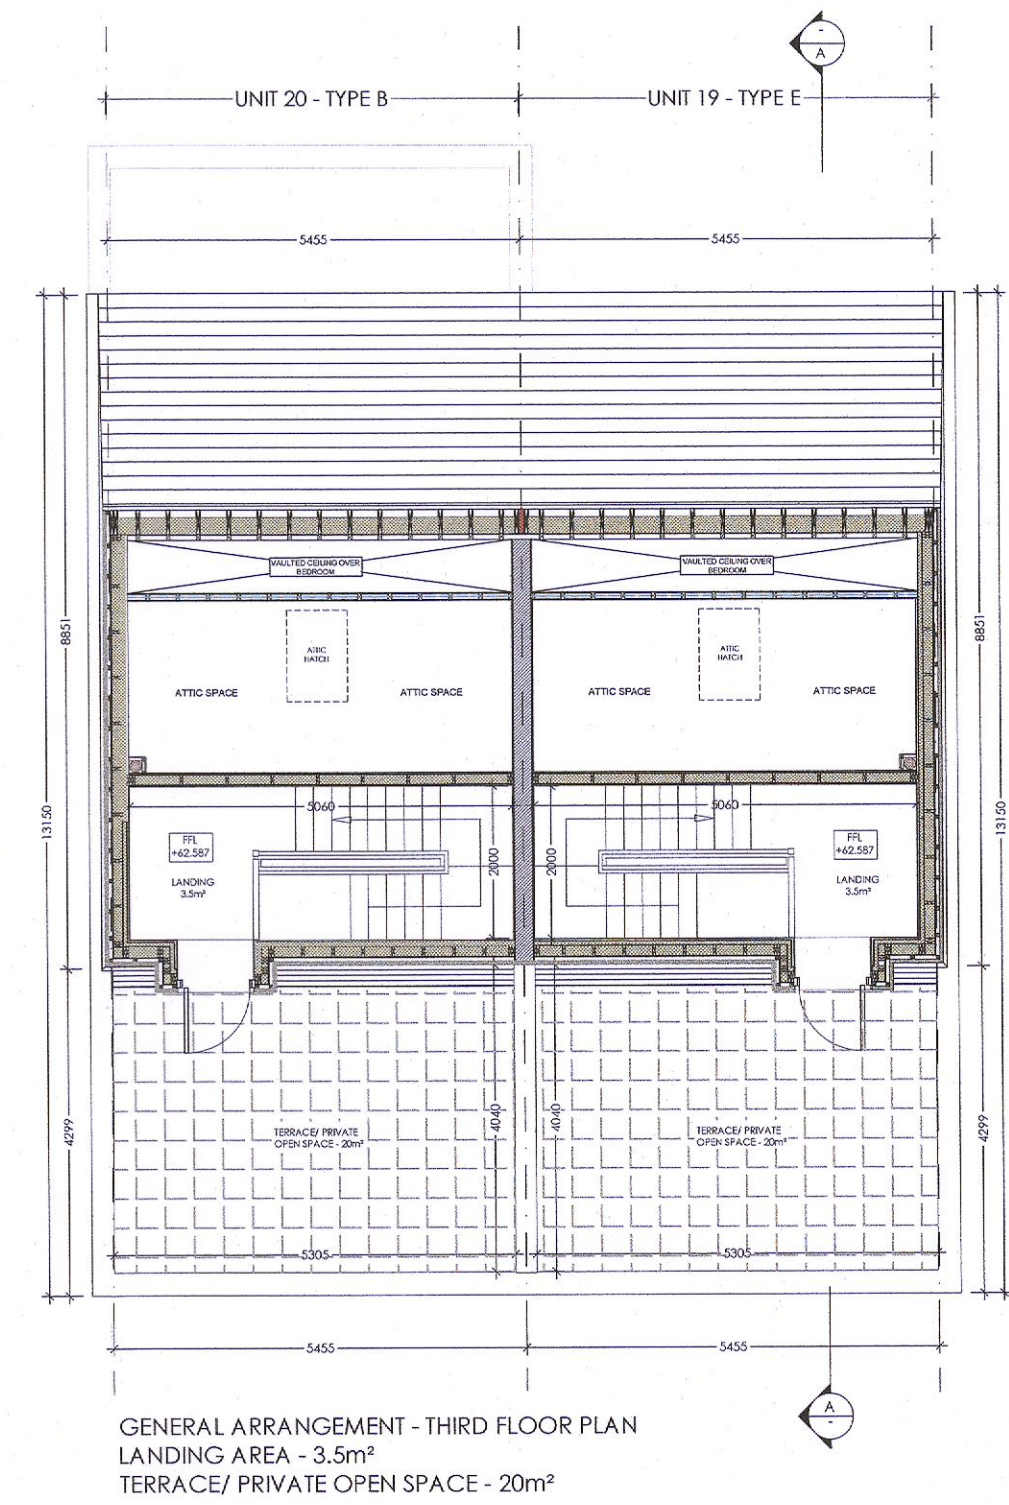 -
A
UNIT 20 - TYPE B
UNIT 19 - TYPE E
5455
5455
VAULTED CEILING OVER
BEDROOM
VAULTED CEILING OVER
BEDROOM
8851
8851
ATTIC
HATCH
ATTIC
HATCH
ATTIC SPACE
ATTIC SPACE
ATTIC SPACE
ATTIC SPACE
13150
13150
5060
5060
FFL
+62.587
LANDING
3.5m²
2000
2000
FFL
+62.587
LANDING
3.5m²
4299
4040
4040
4299
TERRACE/ PRIVATE
OPEN SPACE - 20m²
TERRACE/ PRIVATE
OPEN SPACE - 20m²
5305
5305
5455
5455
A
-
GENERAL ARRANGEMENT - THIRD FLOOR PLAN
LANDING AREA - 3.5m²
TERRACE/ PRIVATE OPEN SPACE - 20m²